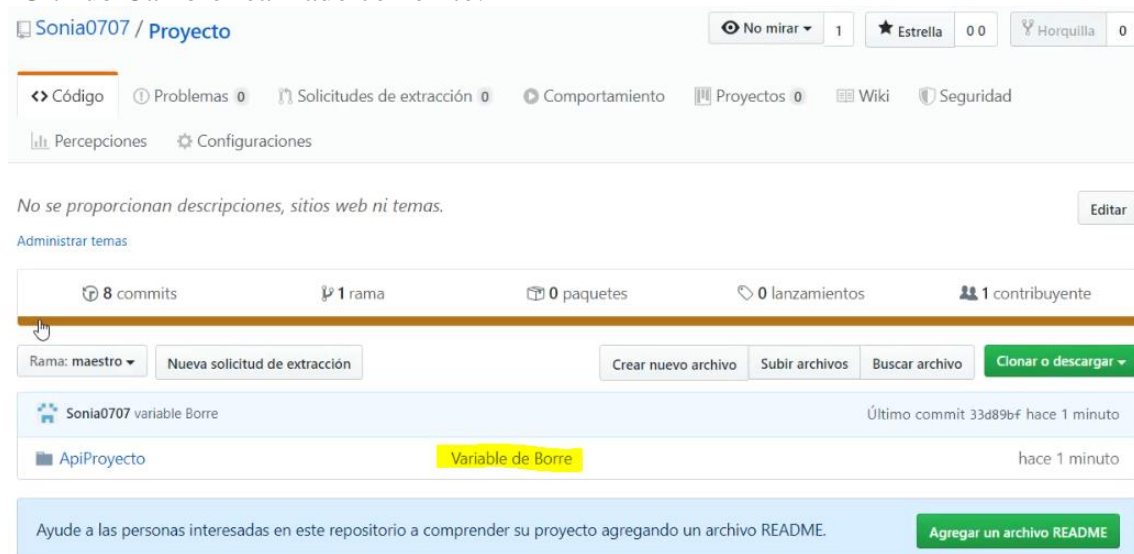 Sonia0707 / Proyecto
No mirar 1 Estrella 0 0 Horquilla 0
Código Problemas 0 Solicitudes de extracción 0 Comportamiento Proyectos 0 Wiki Seguridad
Percepciones Configuraciones
No se proporcionan descripciones, sitios web ni temas. Editar
Administrar temas
8 commits 1 rama 0 paquetes 0 lanzamientos 1 contribuyente
Rama: maestro Nueva solicitud de extracción Crear nuevo archivo Subir archivos Buscar archivo Clonar o descargar
Sonia0707 variable Borre Último commit 33d89bf hace 1 minuto
ApiProyecto Variable de Borre hace 1 minuto
Ayude a las personas interesadas en este repositorio a comprender su proyecto agregando un archivo README. Agregar un archivo README